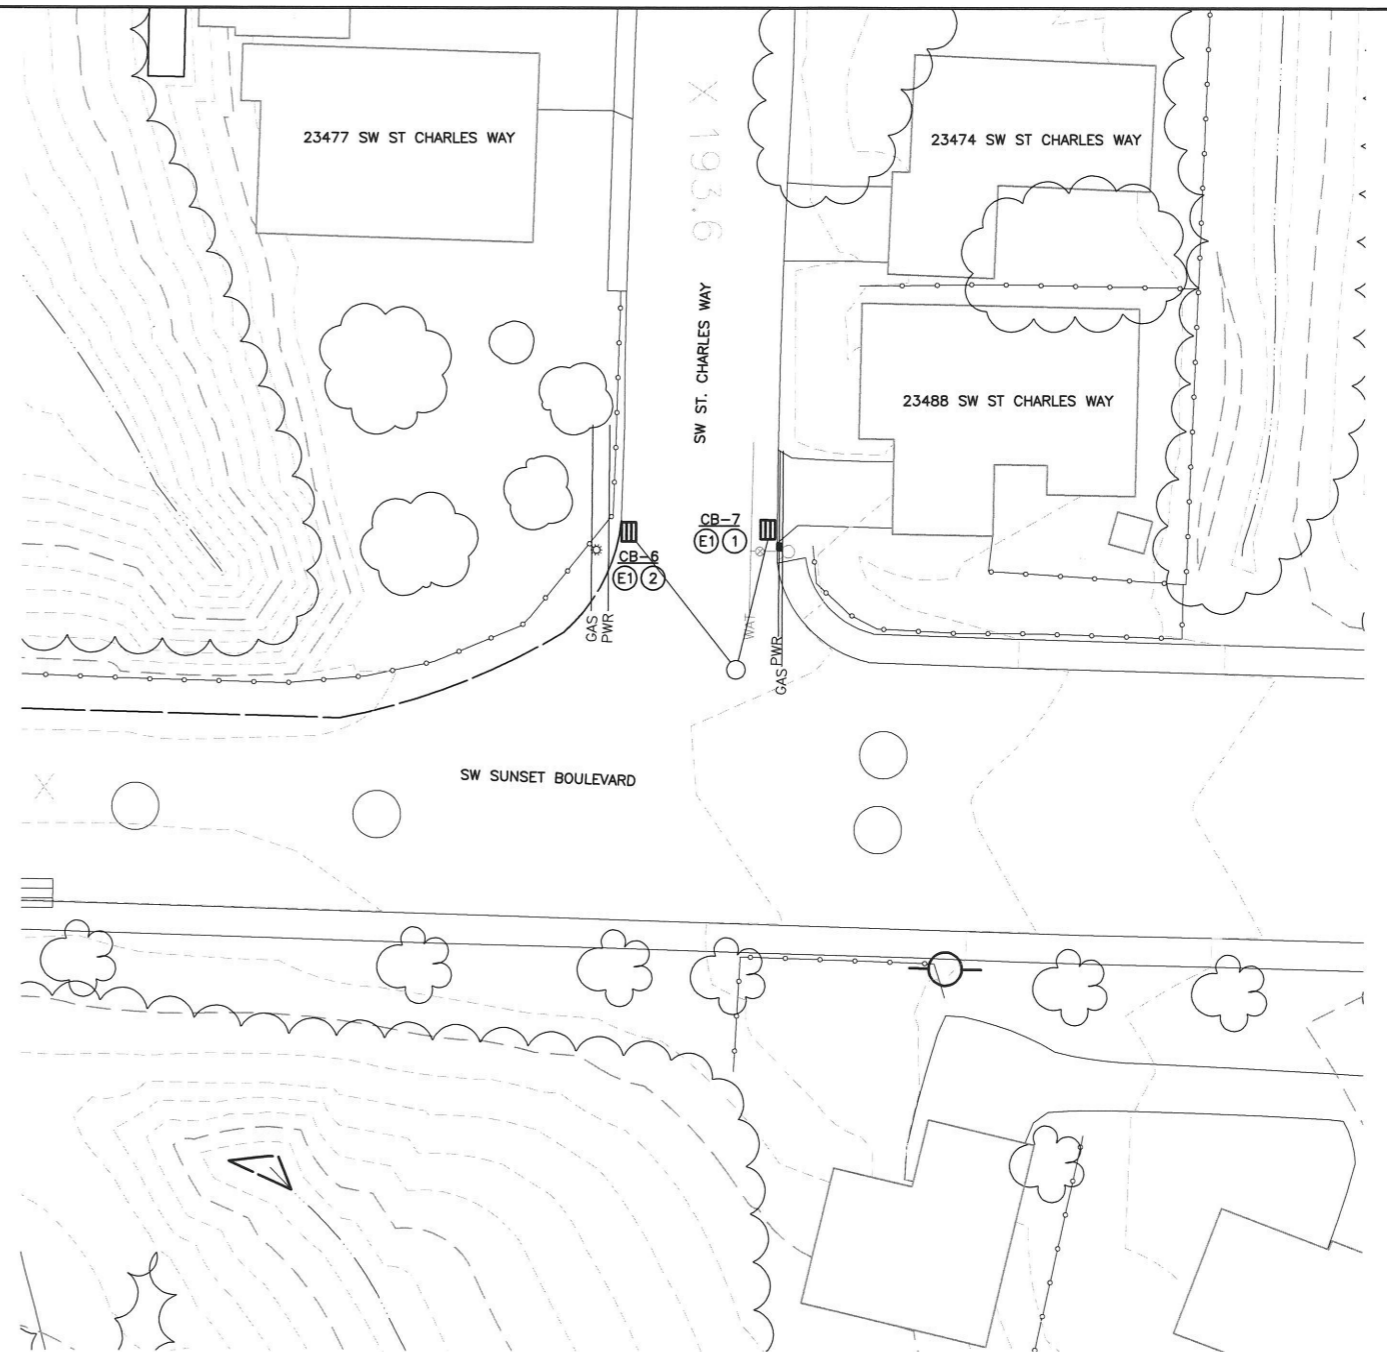 23477 SW ST CHARLES WAY
23474 SW ST CHARLES WAY
X 193.6
SW ST. CHARLES WAY
23488 SW ST CHARLES WAY
CB-7
E1 1
CB-6
E1 2
GAS
PWR
WAT
PWR
GAS
SW SUNSET BOULEVARD
X